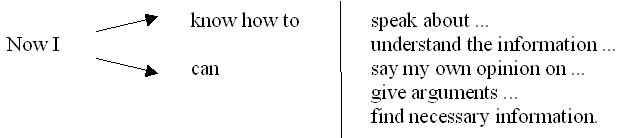 know how to
speak about ...
Now I
understand the information ...
can
say my own opinion on ...
give arguments ...
find necessary information.